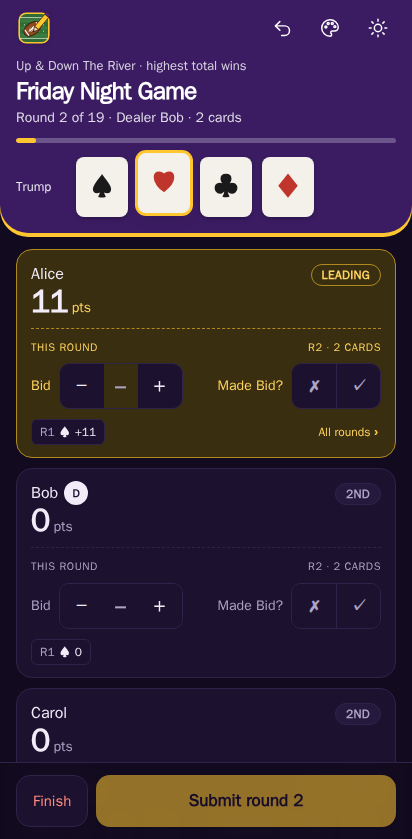 Up & Down The River · highest total wins
Friday Night Game
Round 2 of 19 · Dealer Bob · 2 cards
Trump ♠ ♥ ♣ ♦
Alice LEADING
11 pts
THIS ROUND R2 · 2 CARDS
Bid − – + Made Bid? ✗ ✓
R1 ♠ +11 All rounds ›
Bob D 2ND
0 pts
THIS ROUND R2 · 2 CARDS
Bid − – + Made Bid? ✗ ✓
R1 ♠ 0
Carol 2ND
0 pts
Finish Submit round 2